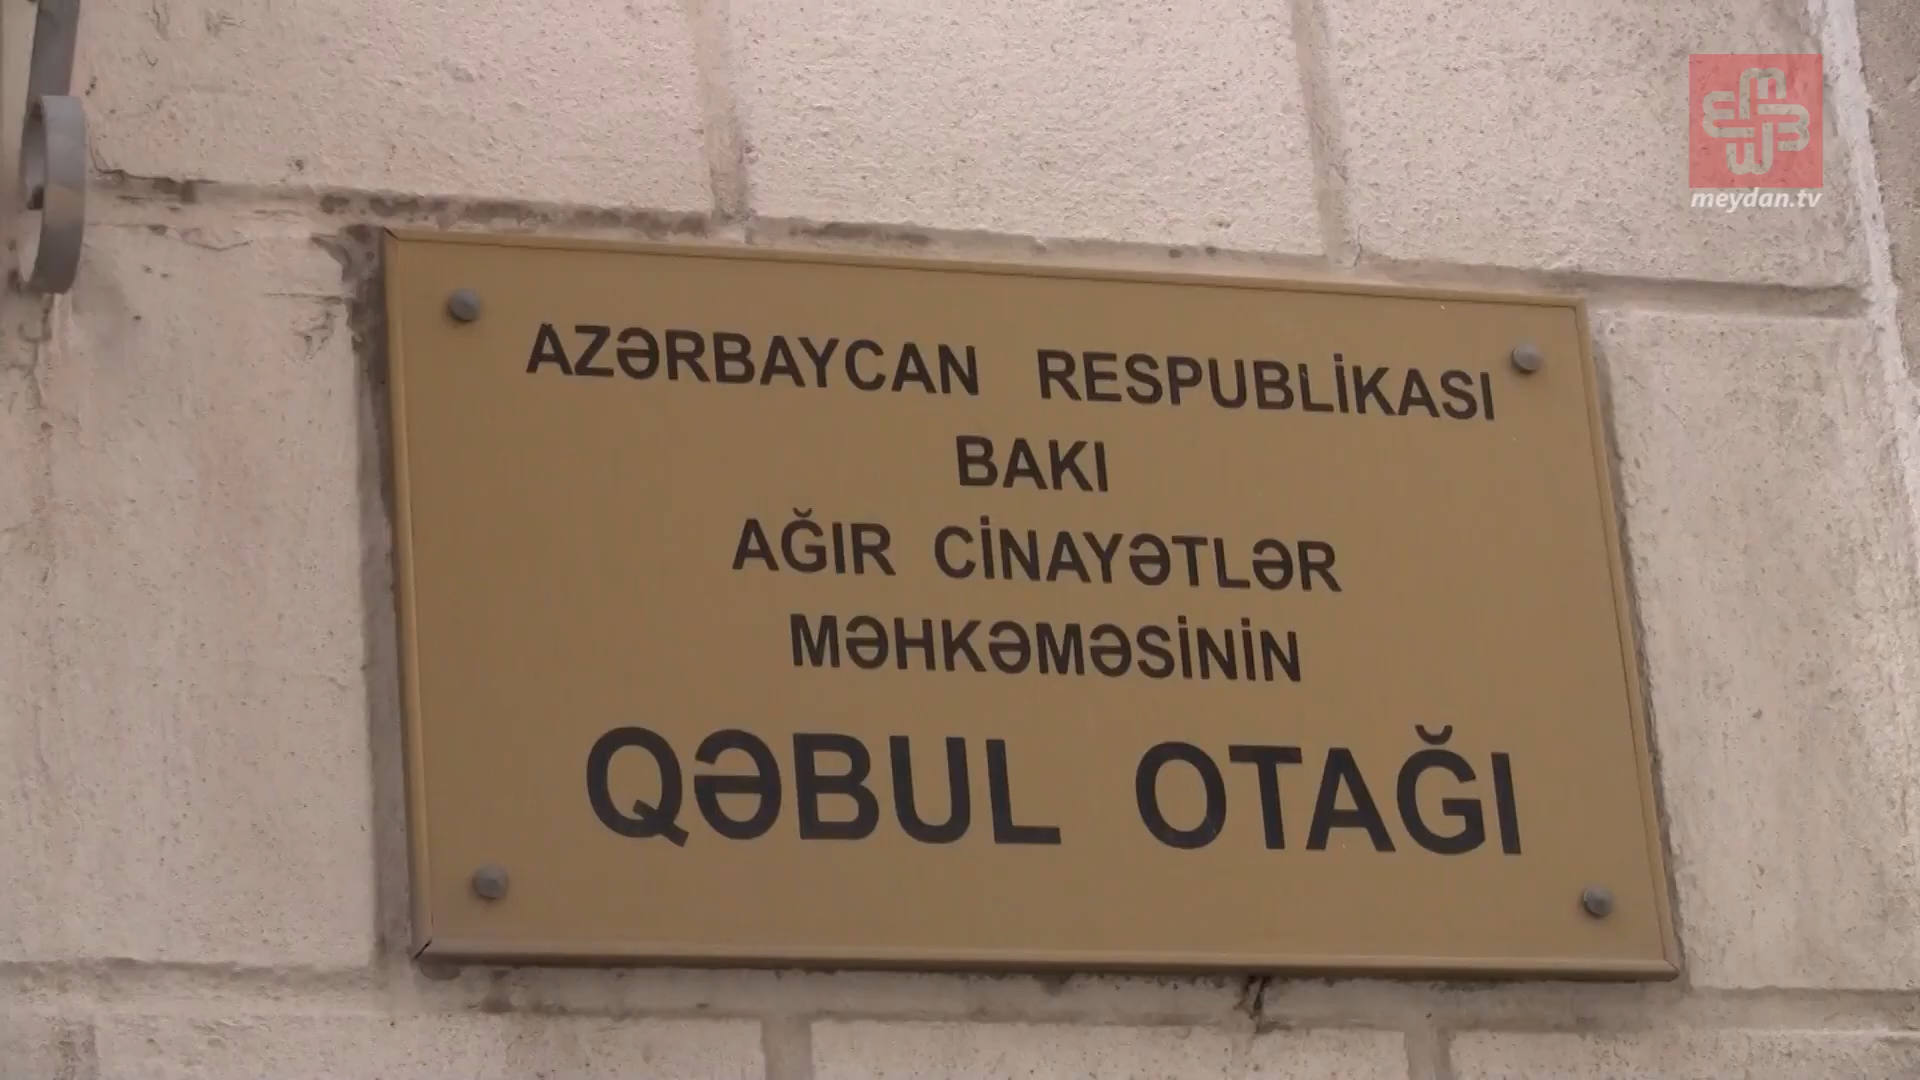 meydan.tv
AZƏRBAYCAN RESPUBLİKASI
BAKI
AĞIR CİNAYƏTLƏR
MƏHKƏMƏSİNİN
QƏBUL OTAĞI